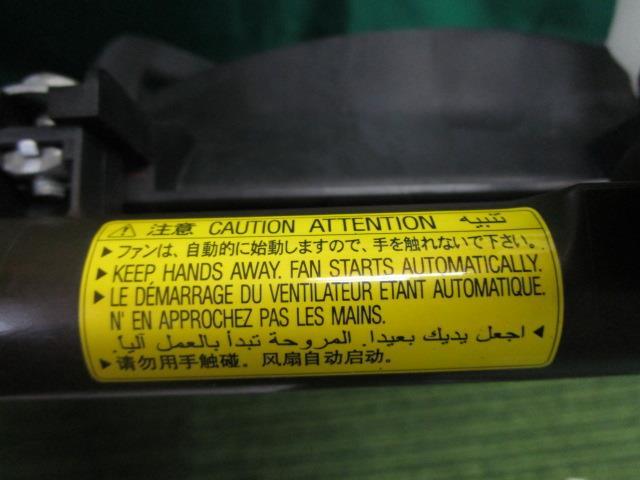 ⚠ 注意 CAUTION ATTENTION تنبيه
▶ファンは、自動的に始動しますので、手を触れないで下さい。
▶KEEP HANDS AWAY. FAN STARTS AUTOMATICALLY.
▶LE DÉMARRAGE DU VENTILATEUR ETANT AUTOMATIQUE.
N' EN APPROCHEZ PAS LES MAINS.
◀ اجعل يديك بعيدا. المروحة تبدأ بالعمل آليا.
▶请勿用手触碰。风扇自动启动。